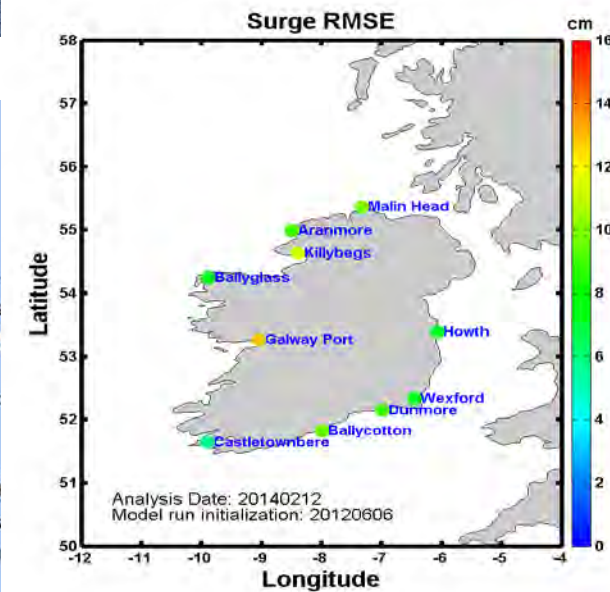 Surge RMSE
cm
58
57
56
55
54
53
52
51
50
Latitude
16
14
12
10
8
6
4
2
0
Malin Head
Aranmore
Killybegs
Ballyglass
Galway Port
Howth
Wexford
Dunmore
Ballycotton
Castletownbere
Analysis Date: 20140212
Model run initialization: 20120606
-12 -11 -10 -9 -8 -7 -6 -5 -4
Longitude